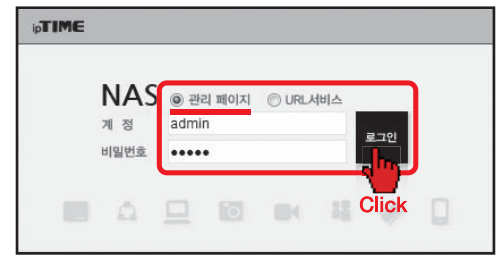 ipTIME
NAS
관리 페이지 URL서비스
계 정 admin
비밀번호 •••••
로그인
Click